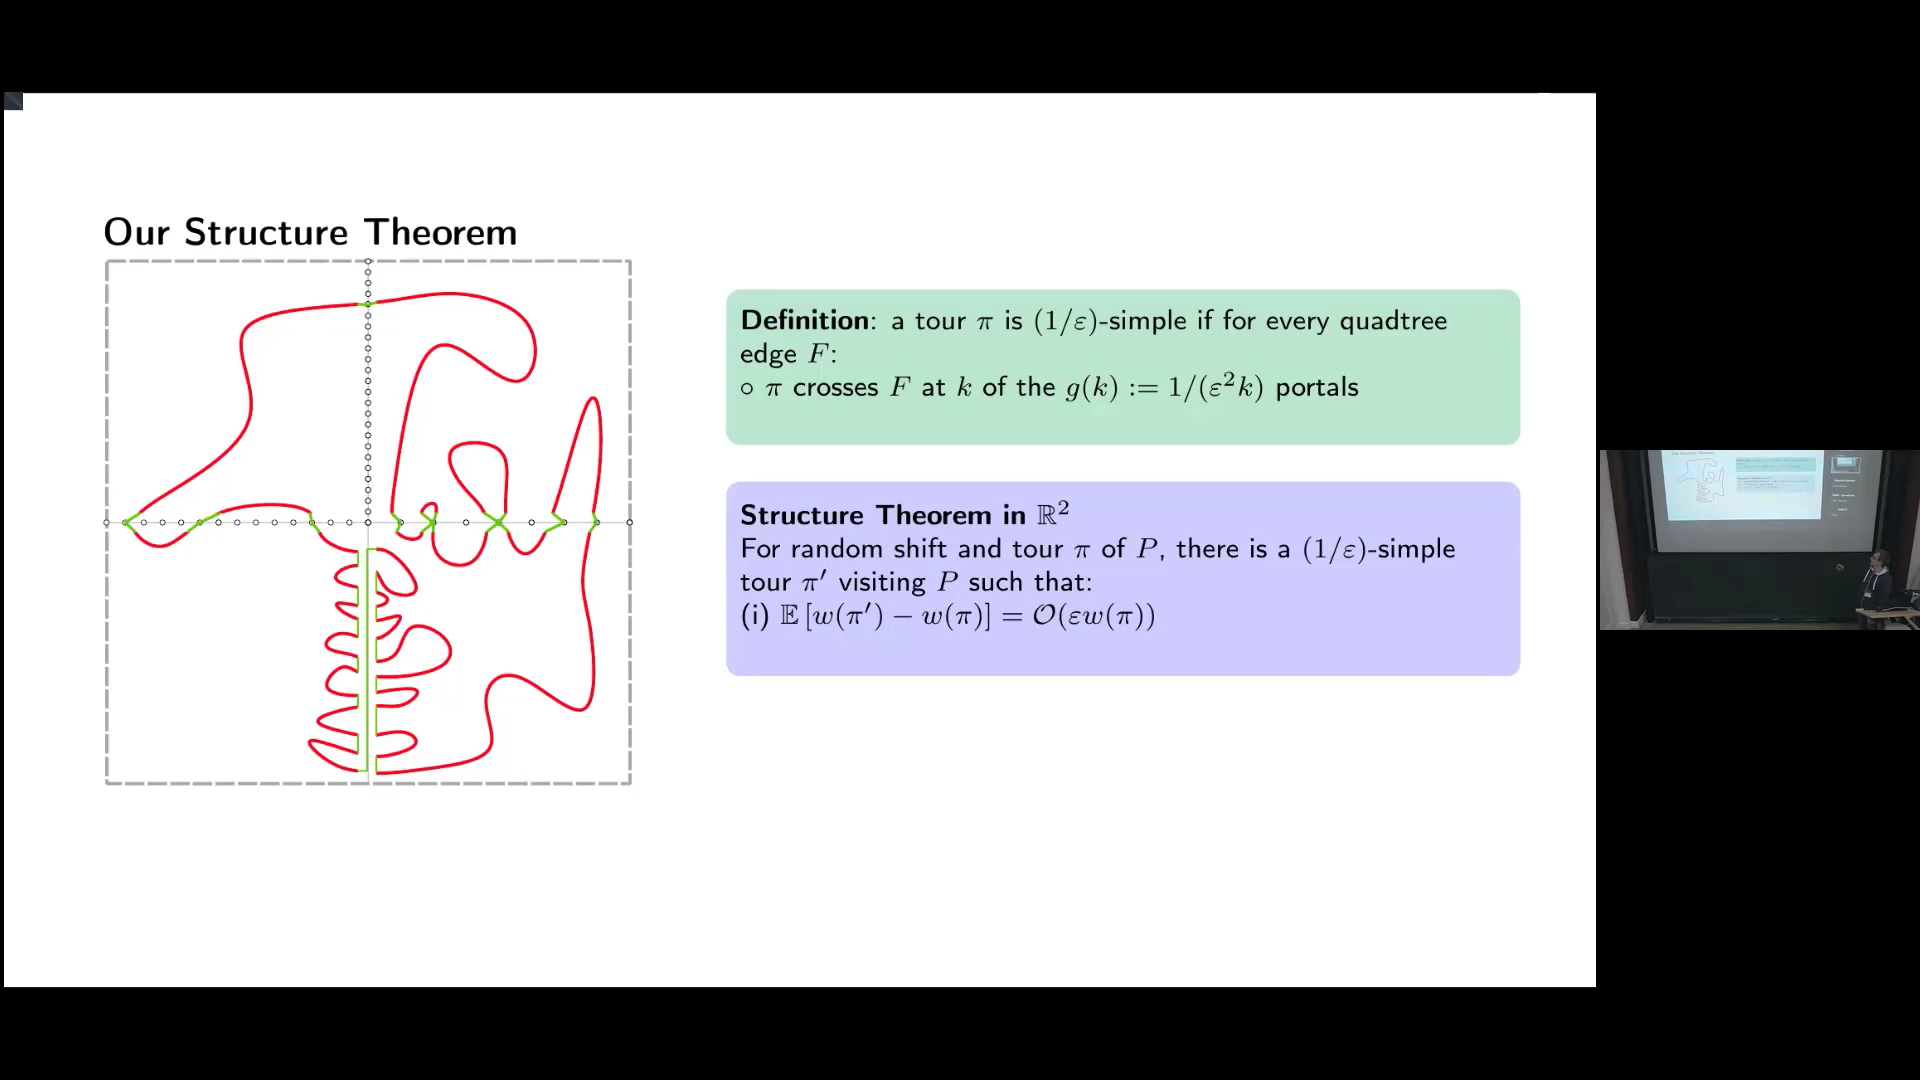 Our Structure Theorem
Definition: a tour π is (1/ε)-simple if for every quadtree
edge F:
○ π crosses F at k of the g(k) := 1/(ε²k) portals
Structure Theorem in ℝ²
For random shift and tour π of P, there is a (1/ε)-simple
tour π′ visiting P such that:
(i) 𝔼 [w(π′) − w(π)] = 𝒪(εw(π))